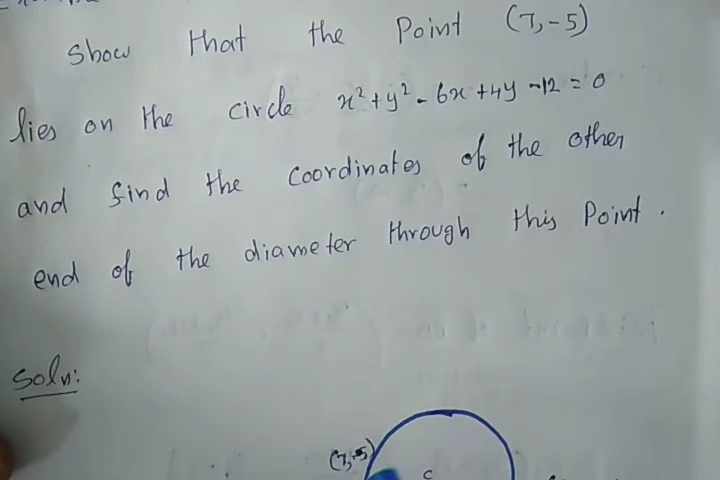 Show that the Point (7,-5)
lies on the circle x² + y² - 6x + 4y - 12 = 0
and find the coordinates of the other
end of the diameter through this Point.
Soln:
(7,-5)
C